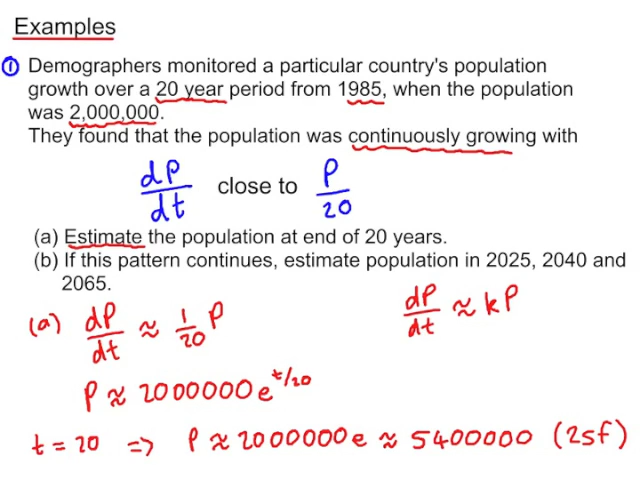 Examples
① Demographers monitored a particular country's population
growth over a 20 year period from 1985, when the population
was 2,000,000.
They found that the population was continuously growing with
dP/dt close to P/20
(a) Estimate the population at end of 20 years.
(b) If this pattern continues, estimate population in 2025, 2040 and
2065.
(a) dP/dt ≈ 1/20 P dP/dt ≈ kP
P ≈ 2000000 e^t/20
t = 20 => P ≈ 2000000e ≈ 5400000 (2sf)